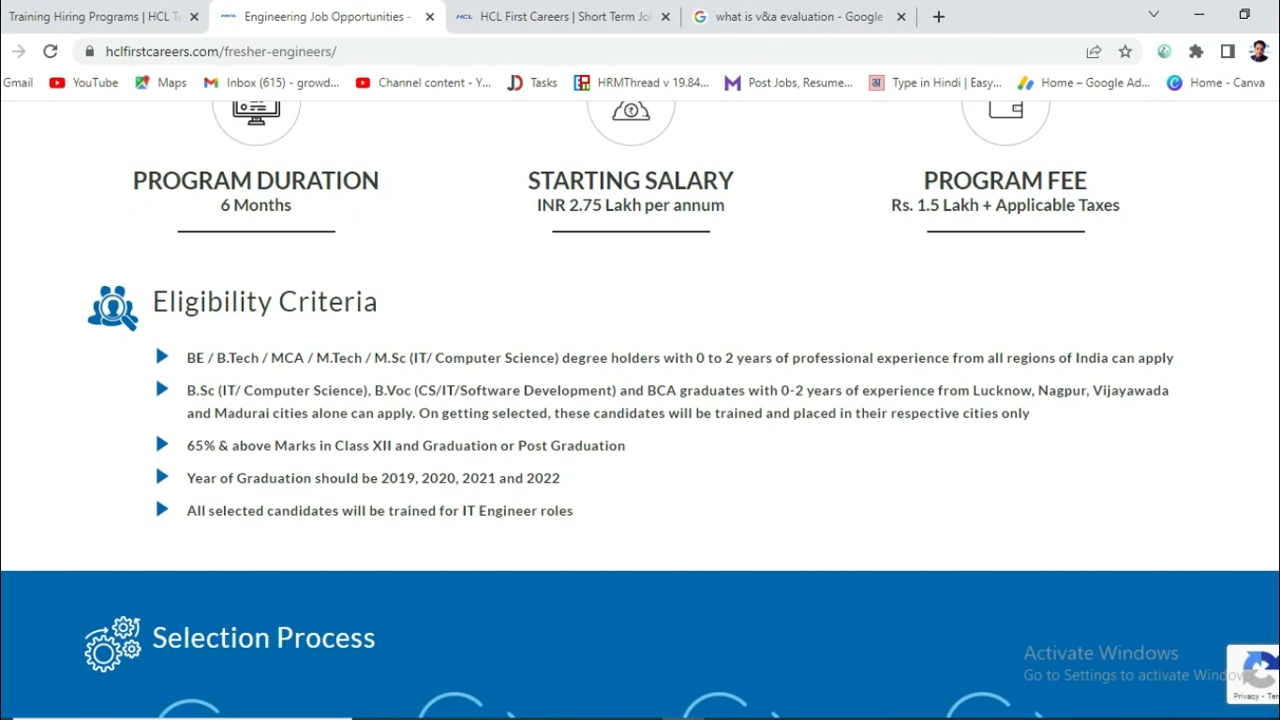 Training Hiring Programs | HCL T
Engineering Job Opportunities -
HCL First Careers | Short Term Jo
what is v&a evaluation - Google
hclfirstcareers.com/fresher-engineers/
Gmail
YouTube
Maps
Inbox (615) - growd...
Channel content - Y...
Tasks
HRMThread v 19.84...
Post Jobs, Resume...
Type in Hindi | Easy...
Home – Google Ad...
Home - Canva
PROGRAM DURATION
6 Months
STARTING SALARY
INR 2.75 Lakh per annum
PROGRAM FEE
Rs. 1.5 Lakh + Applicable Taxes
Eligibility Criteria
BE / B.Tech / MCA / M.Tech / M.Sc (IT/ Computer Science) degree holders with 0 to 2 years of professional experience from all regions of India can apply
B.Sc (IT/ Computer Science), B.Voc (CS/IT/Software Development) and BCA graduates with 0-2 years of experience from Lucknow, Nagpur, Vijayawada
and Madurai cities alone can apply. On getting selected, these candidates will be trained and placed in their respective cities only
65% & above Marks in Class XII and Graduation or Post Graduation
Year of Graduation should be 2019, 2020, 2021 and 2022
All selected candidates will be trained for IT Engineer roles
Selection Process
Activate Windows
Go to Settings to activate Windows
Privacy - Ter